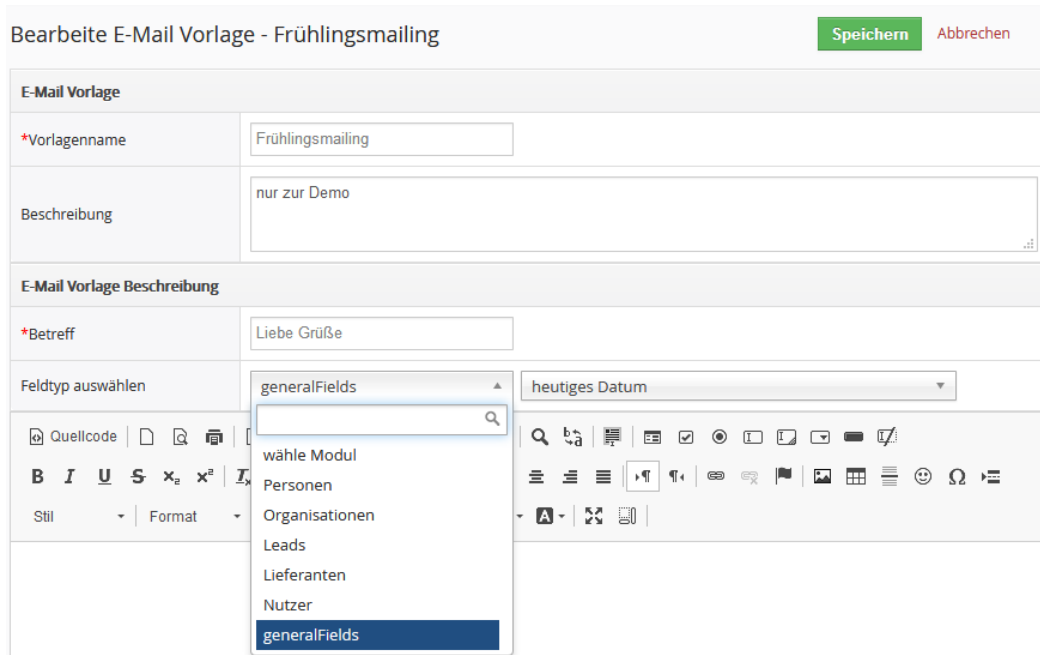 Bearbeite E-Mail Vorlage - Frühlingsmailing
Speichern
Abbrechen
E-Mail Vorlage
*Vorlagenname
Frühlingsmailing
Beschreibung
nur zur Demo
E-Mail Vorlage Beschreibung
*Betreff
Liebe Grüße
Feldtyp auswählen
generalFields
heutiges Datum
Quellcode
Stil
Format
wähle Modul
Personen
Organisationen
Leads
Lieferanten
Nutzer
generalFields